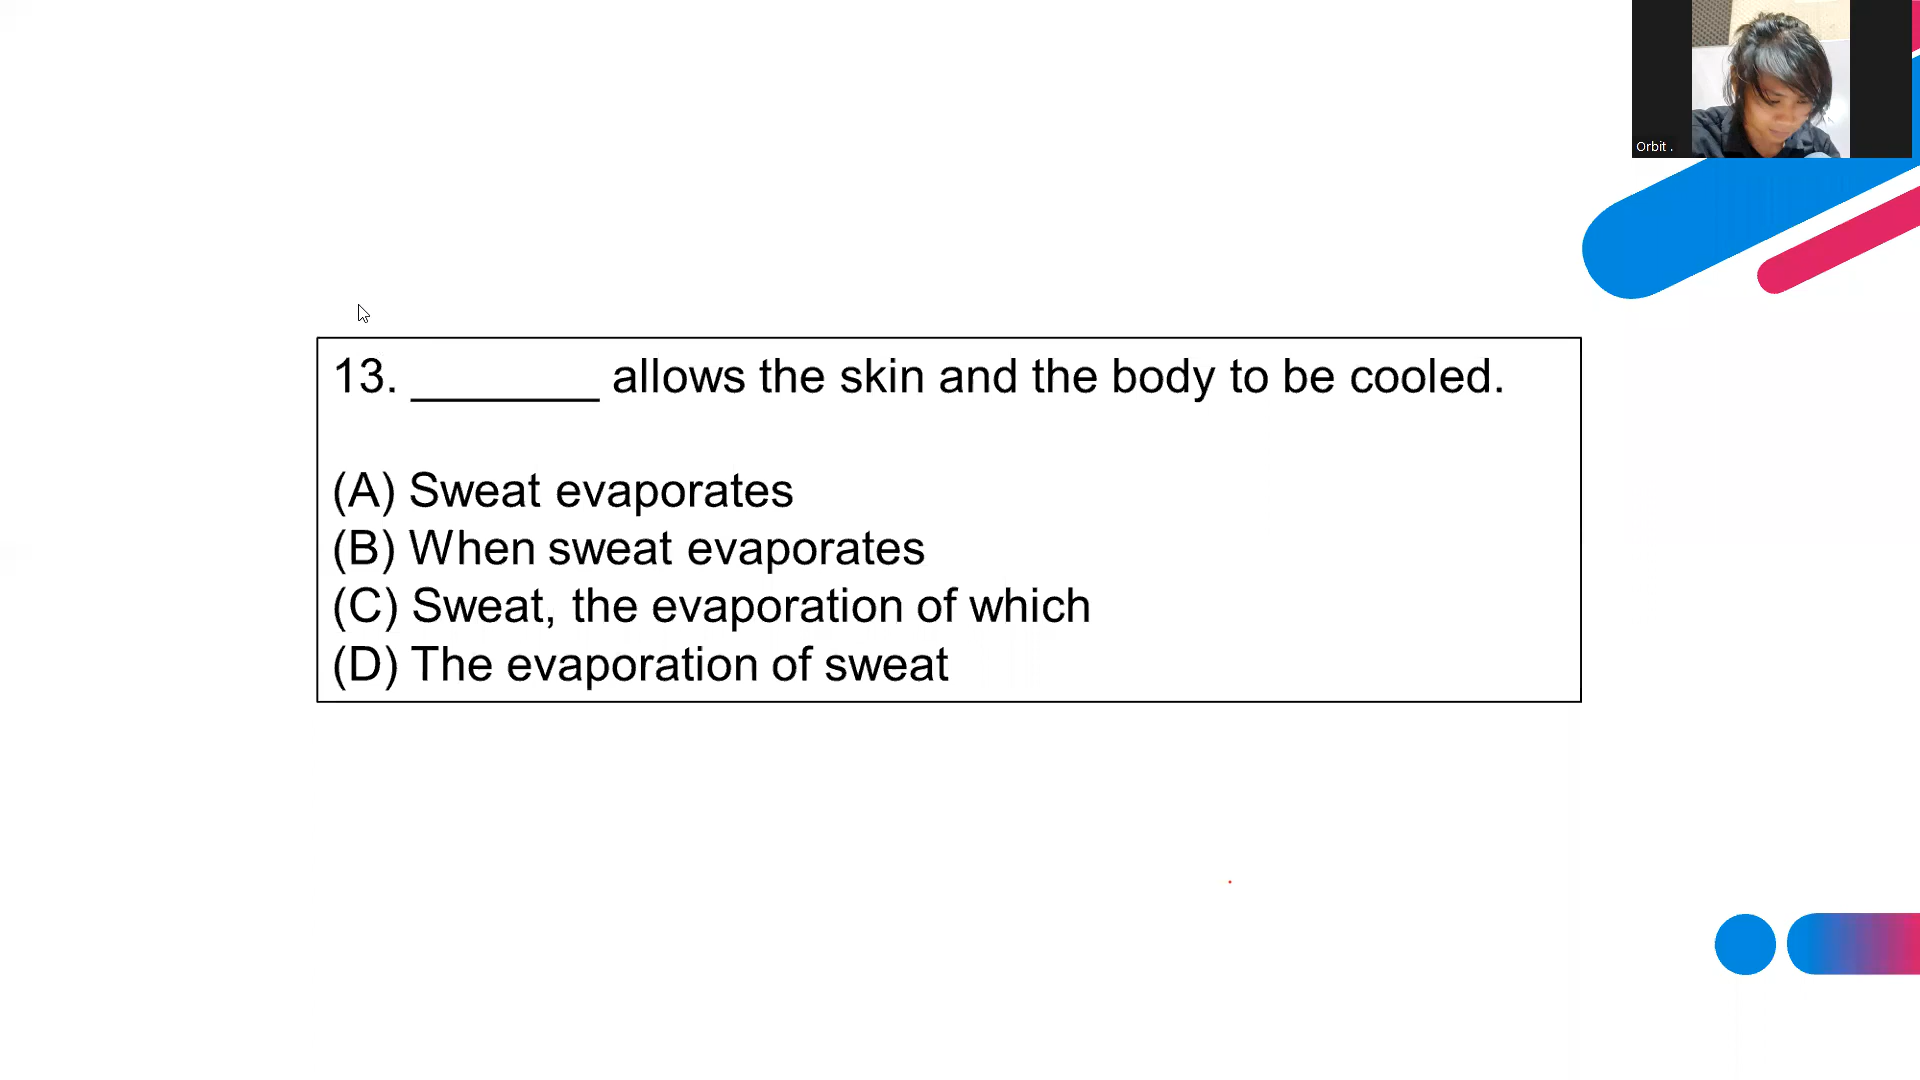 Orbit .
13. ________ allows the skin and the body to be cooled.
(A) Sweat evaporates
(B) When sweat evaporates
(C) Sweat, the evaporation of which
(D) The evaporation of sweat